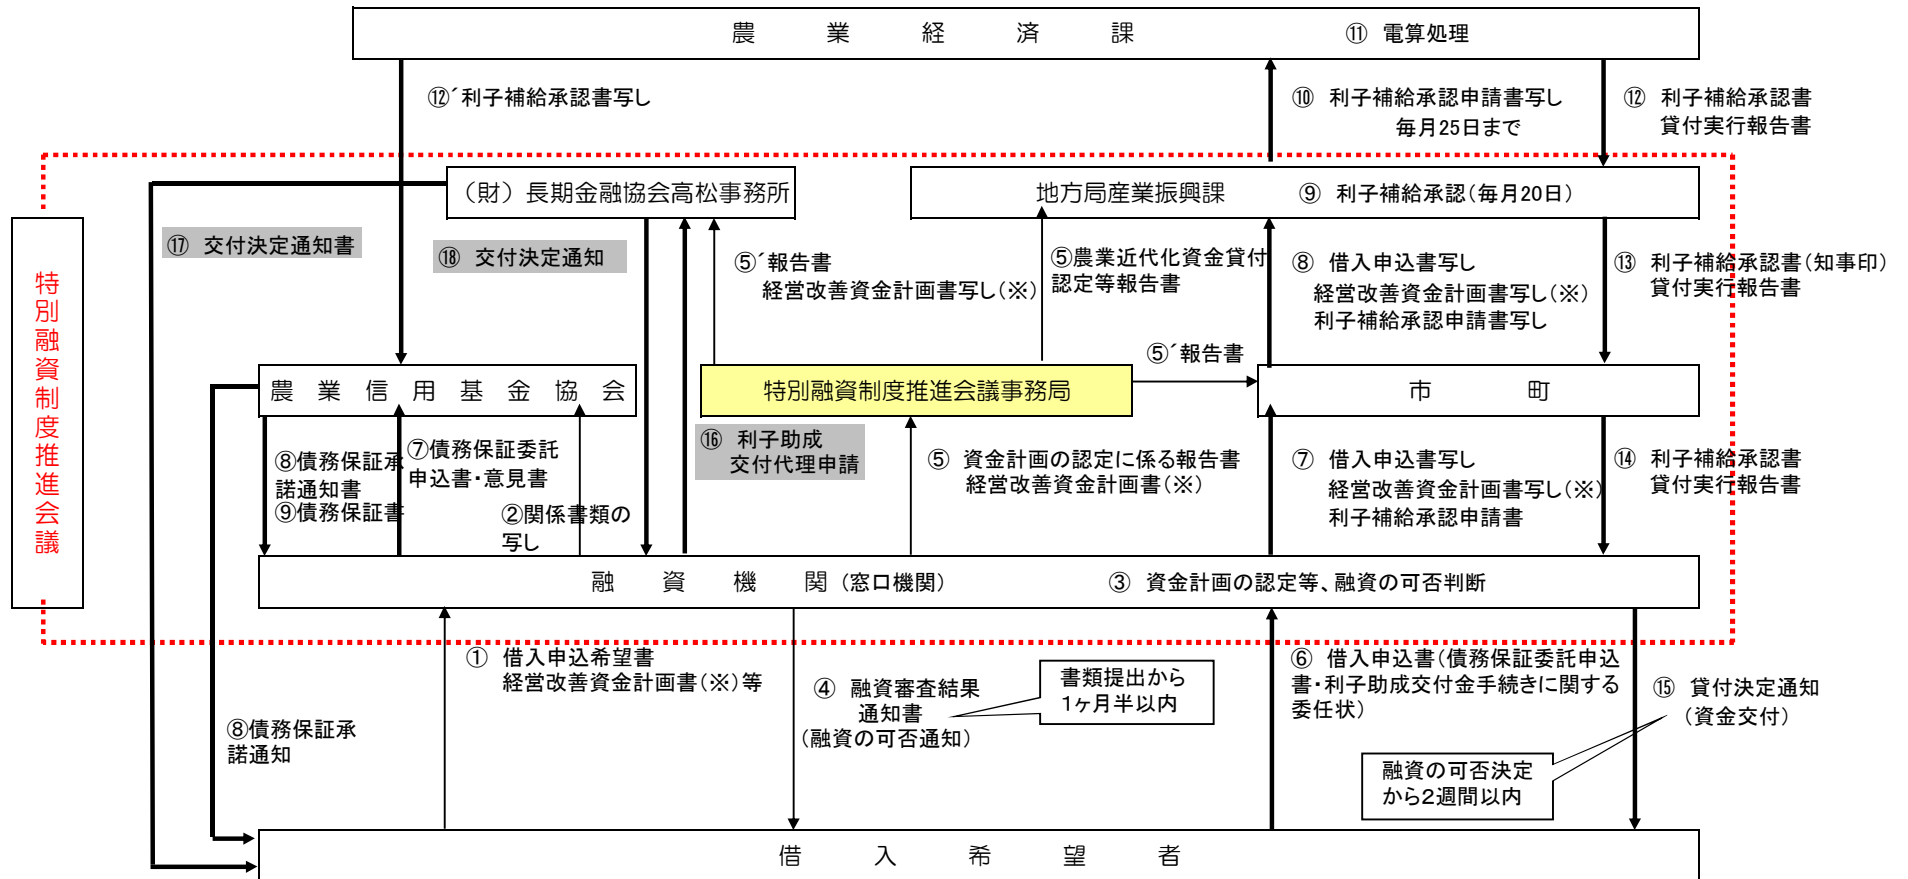 農業経済課 ⑪ 電算処理
⑫´利子補給承認書写し
⑩ 利子補給承認申請書写し
毎月25日まで
⑫ 利子補給承認書
貸付実行報告書
(財)長期金融協会高松事務所
地方局産業振興課 ⑨ 利子補給承認(毎月20日)
特別融資制度推進会議
⑰ 交付決定通知書
⑱ 交付決定通知
⑤´報告書
経営改善資金計画書写し(※)
⑤農業近代化資金貸付
認定等報告書
⑧ 借入申込書写し
経営改善資金計画書写し(※)
利子補給承認申請書写し
⑬ 利子補給承認書(知事印)
貸付実行報告書
⑤´報告書
農業信用基金協会
特別融資制度推進会議事務局
市町
⑧債務保証承
諾通知書
⑨債務保証書
⑦債務保証委託
申込書・意見書
②関係書類の
写し
⑯ 利子助成
交付代理申請
⑤ 資金計画の認定に係る報告書
経営改善資金計画書(※)
⑦ 借入申込書写し
経営改善資金計画書写し(※)
利子補給承認申請書
⑭ 利子補給承認書
貸付実行報告書
融資機関(窓口機関) ③ 資金計画の認定等、融資の可否判断
① 借入申込希望書
経営改善資金計画書(※)等
④ 融資審査結果
通知書
(融資の可否通知)
書類提出から
1ヶ月半以内
⑥ 借入申込書(債務保証委託申込
書・利子助成交付金手続きに関する
委任状)
⑮ 貸付決定通知
(資金交付)
⑧債務保証承
諾通知
融資の可否決定
から2週間以内
借入希望者